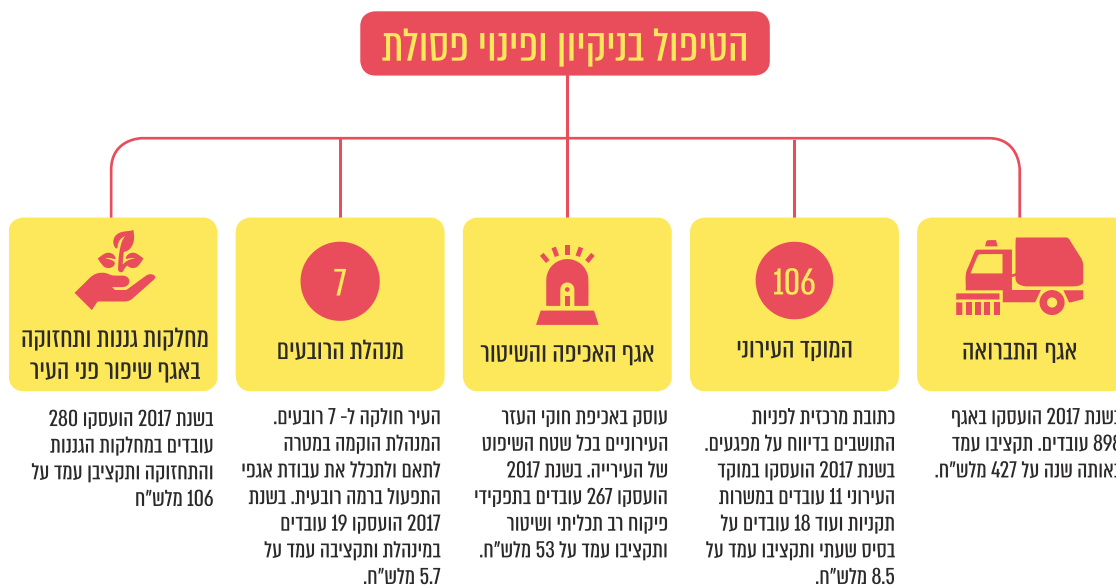 הטיפול בניקיון ופינוי פסולת
אגף התברואה
בשנת 2017 הועסקו באגף
898 עובדים. תקציבו עמד
באותה שנה על 427 מלש"ח.
106
המוקד העירוני
כתובת מרכזית לפניות
התושבים בדיווח על מפגעים.
בשנת 2017 הועסקו במוקד
העירוני 11 עובדים במשרות
תקניות ועוד 18 עובדים על
בסיס שעתי ותקציבו עמד על
8.5 מלש"ח.
אגף האכיפה והשיטור
עוסק באכיפת חוקי העזר
העירוניים בכל שטח השיפוט
של העירייה. בשנת 2017
הועסקו 267 עובדים בתפקידי
פיקוח רב תכליתי ושיטור
ותקציבו עמד על 53 מלש"ח.
7
מנהלת הרובעים
העיר חולקה ל- 7 רובעים.
המנהלת הוקמה במטרה
לתאם ולתכלל את עבודת אגפי
התפעול ברמה רובעית. בשנת
2017 הועסקו 19 עובדים
במינהלת ותקציבה עמד על
5.7 מלש"ח.
מחלקות גננות ותחזוקה
באגף שיפור פני העיר
בשנת 2017 הועסקו 280
עובדים במחלקות הגננות
והתחזוקה ותקציבן עמד על
106 מלש"ח